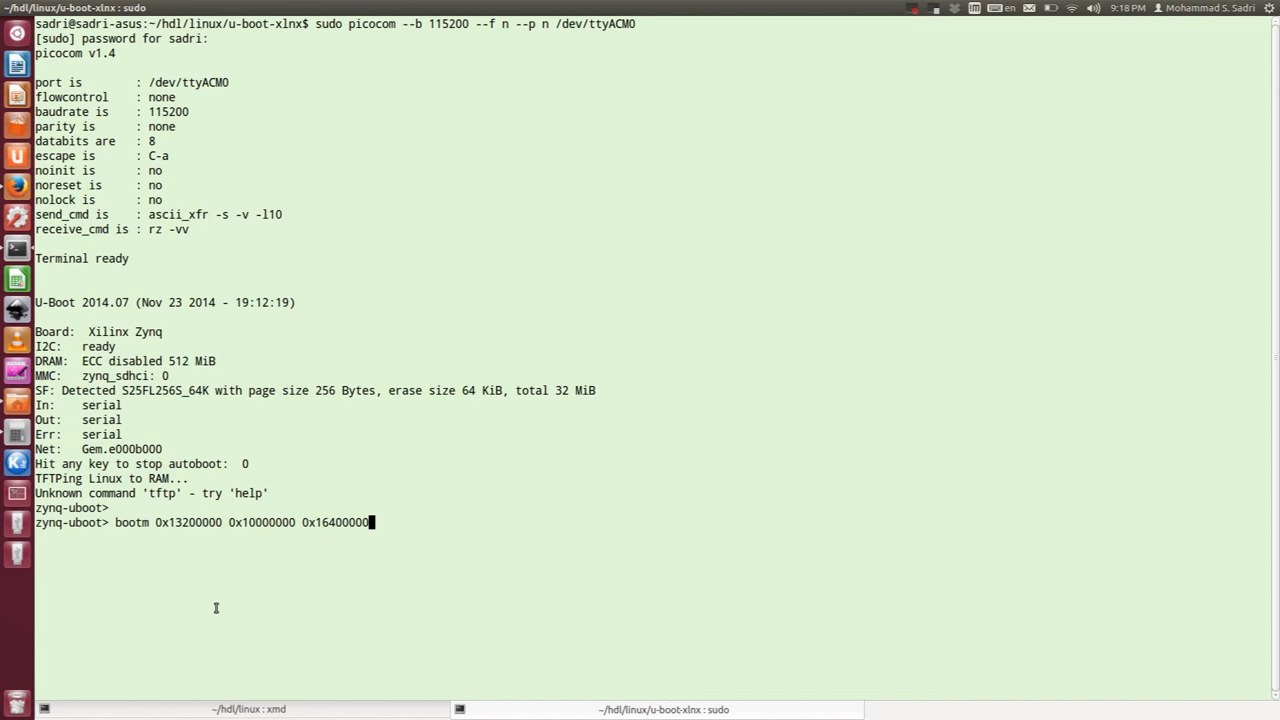 ~/hdl/linux/u-boot-xlnx : sudo
en
9:18 PM
Mohammad S. Sadri
sadri@sadri-asus:~/hdl/linux/u-boot-xlnx$ sudo picocom --b 115200 --f n --p n /dev/ttyACM0
[sudo] password for sadri:
picocom v1.4
port is : /dev/ttyACM0
flowcontrol : none
baudrate is : 115200
parity is : none
databits are : 8
escape is : C-a
noinit is : no
noreset is : no
nolock is : no
send_cmd is : ascii_xfr -s -v -l10
receive_cmd is : rz -vv
Terminal ready
U-Boot 2014.07 (Nov 23 2014 - 19:12:19)
Board: Xilinx Zynq
I2C: ready
DRAM: ECC disabled 512 MiB
MMC: zynq_sdhci: 0
SF: Detected S25FL256S_64K with page size 256 Bytes, erase size 64 KiB, total 32 MiB
In: serial
Out: serial
Err: serial
Net: Gem.e000b000
Hit any key to stop autoboot: 0
TFTPing Linux to RAM...
Unknown command 'tftp' - try 'help'
zynq-uboot>
zynq-uboot> bootm 0x13200000 0x10000000 0x16400000
~/hdl/linux : xmd
~/hdl/linux/u-boot-xlnx : sudo